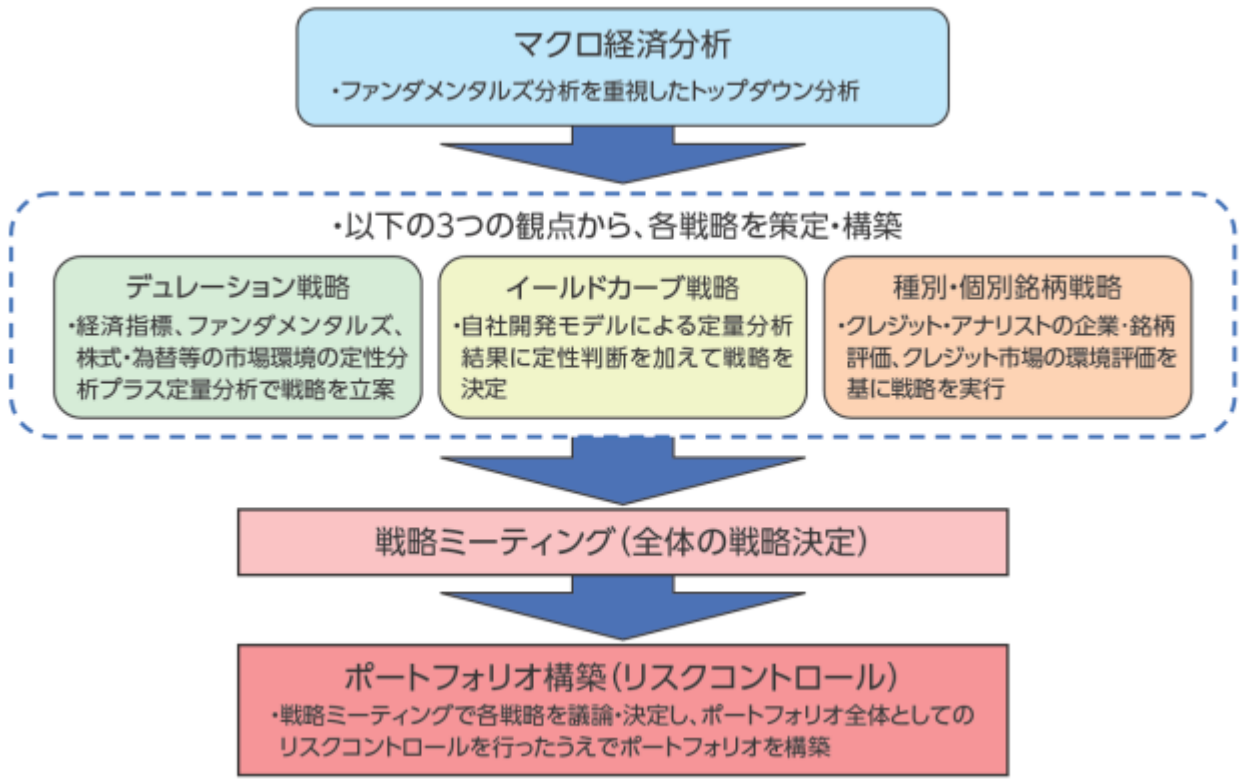 マクロ経済分析
・ファンダメンタルズ分析を重視したトップダウン分析
・以下の3つの観点から、各戦略を策定・構築
デュレーション戦略
・経済指標、ファンダメンタルズ、
株式・為替等の市場環境の定性分
析プラス定量分析で戦略を立案
イールドカーブ戦略
・自社開発モデルによる定量分析
結果に定性判断を加えて戦略を
決定
種別・個別銘柄戦略
・クレジット・アナリストの企業・銘柄
評価、クレジット市場の環境評価を
基に戦略を実行
戦略ミーティング(全体の戦略決定)
ポートフォリオ構築(リスクコントロール)
・戦略ミーティングで各戦略を議論・決定し、ポートフォリオ全体としての
リスクコントロールを行ったうえでポートフォリオを構築